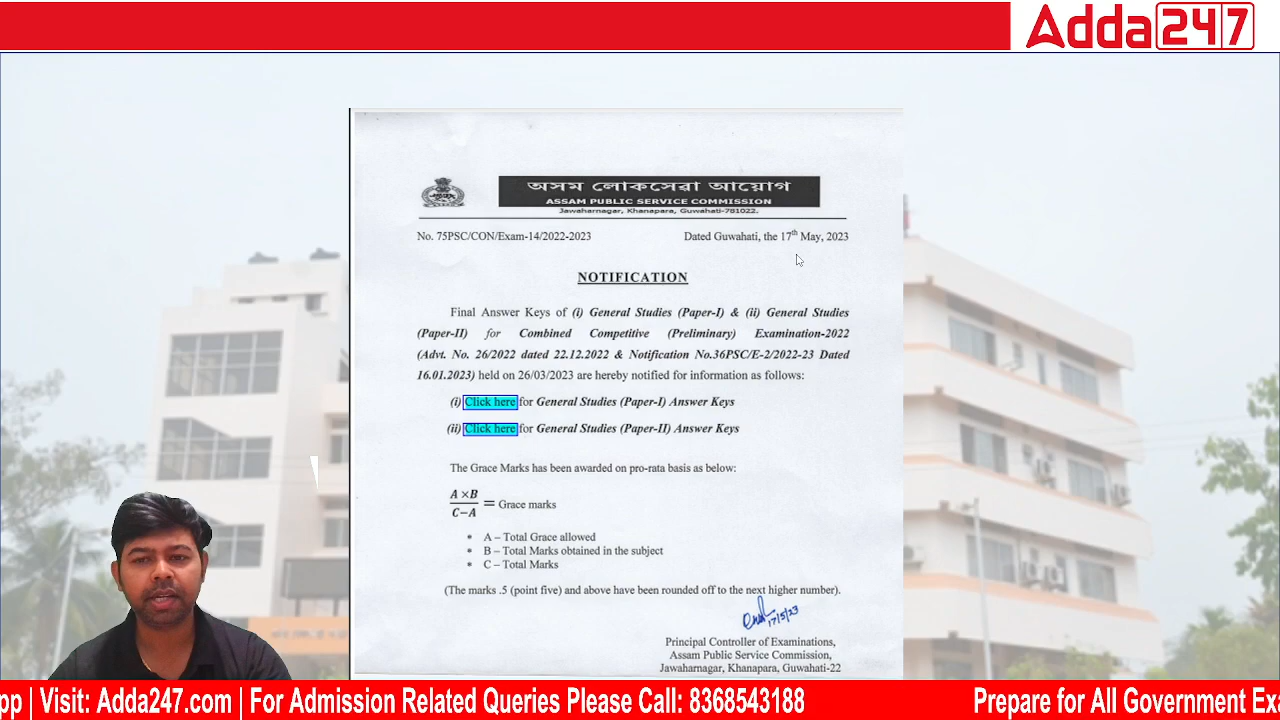 Adda247
অসম লোকসেৱা আয়োগ
ASSAM PUBLIC SERVICE COMMISSION
Jawaharnagar, Khanapara, Guwahati-781022.
No. 75PSC/CON/Exam-14/2022-2023 Dated Guwahati, the 17th May, 2023
NOTIFICATION
Final Answer Keys of (i) General Studies (Paper-I) & (ii) General Studies
(Paper-II) for Combined Competitive (Preliminary) Examination-2022
(Advt. No. 26/2022 dated 22.12.2022 & Notification No.36PSC/E-2/2022-23 Dated
16.01.2023) held on 26/03/2023 are hereby notified for information as follows:
(i) Click here for General Studies (Paper-I) Answer Keys
(ii) Click here for General Studies (Paper-II) Answer Keys
The Grace Marks has been awarded on pro-rata basis as below:
A×B
C−A = Grace marks
* A – Total Grace allowed
* B – Total Marks obtained in the subject
* C – Total Marks
(The marks .5 (point five) and above have been rounded off to the next higher number).
17/5/23
Principal Controller of Examinations,
Assam Public Service Commission,
Jawaharnagar, Khanapara, Guwahati-22
pp | Visit: Adda247.com | For Admission Related Queries Please Call: 8368543188 Prepare for All Government Exa